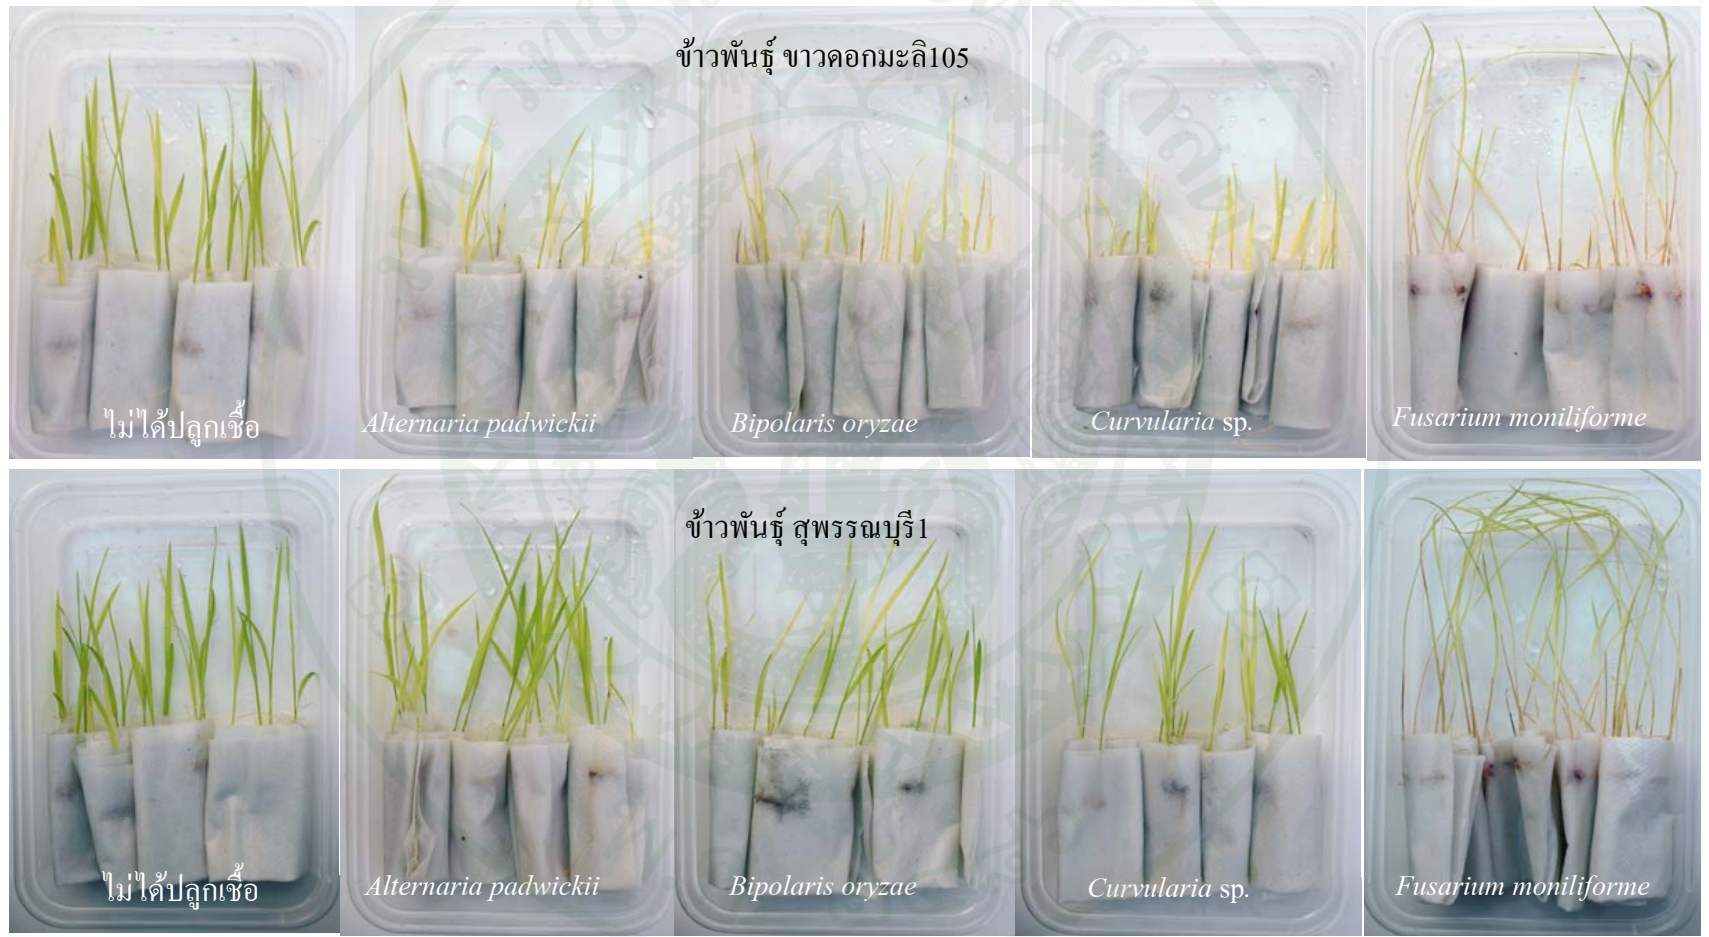 ข้าวพันธุ์ ขาวดอกมะลิ105
ไม่ได้ปลูกเชื้อ
Alternaria padwickii
Bipolaris oryzae
Curvularia sp.
Fusarium moniliforme
ข้าวพันธุ์ สุพรรณบุรี1
ไม่ได้ปลูกเชื้อ
Alternaria padwickii
Bipolaris oryzae
Curvularia sp.
Fusarium moniliforme